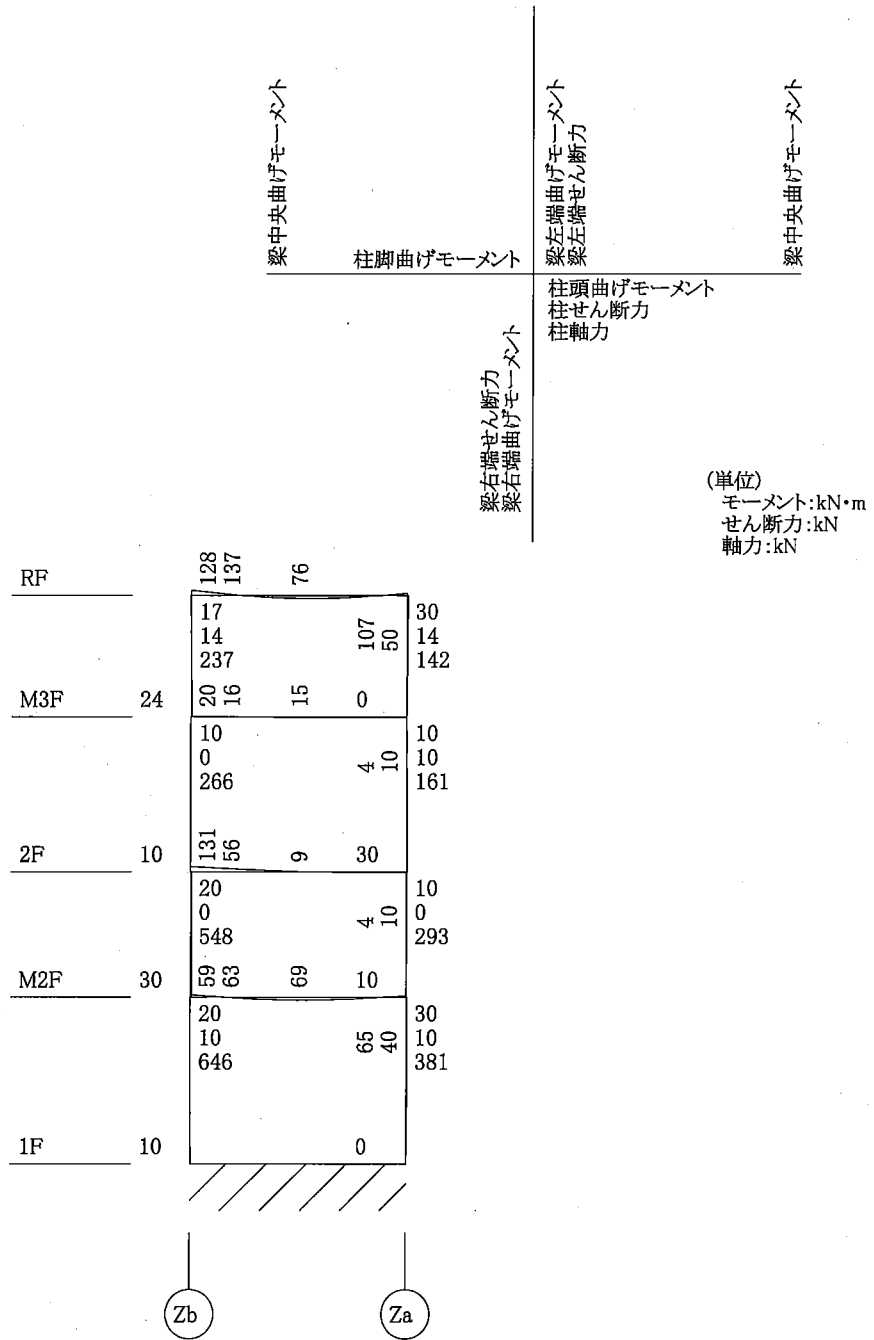 梁中央曲げモーメント
梁左端曲げモーメント
梁左端せん断力
梁中央曲げモーメント
柱脚曲げモーメント
柱頭曲げモーメント
柱せん断力
柱軸力
梁右端せん断力
梁右端曲げモーメント
(単位)
モーメント:kN・m
せん断力:kN
軸力:kN
RF
128
137
76
17
14
237
107
50
30
14
142
M3F
24
20
16
15
0
10
0
266
4
10
10
10
161
2F
10
131
56
9
30
20
0
548
4
10
10
0
293
M2F
30
59
63
69
10
20
10
646
65
40
30
10
381
1F
10
0
Zb
Za